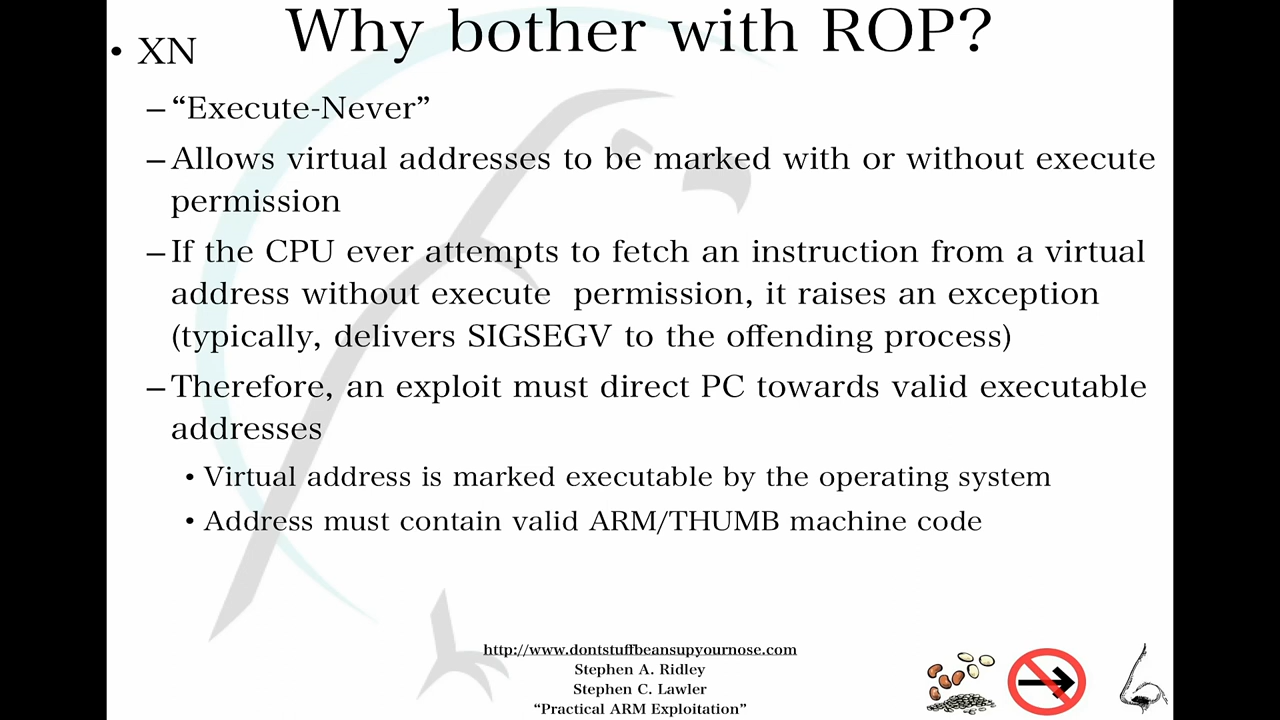 Why bother with ROP?
• XN
– “Execute-Never”
– Allows virtual addresses to be marked with or without execute
permission
– If the CPU ever attempts to fetch an instruction from a virtual
address without execute  permission, it raises an exception
(typically, delivers SIGSEGV to the offending process)
– Therefore, an exploit must direct PC towards valid executable
addresses
• Virtual address is marked executable by the operating system
• Address must contain valid ARM/THUMB machine code
http://www.dontstuffbeansupyournose.com
Stephen A. Ridley
Stephen C. Lawler
“Practical ARM Exploitation”